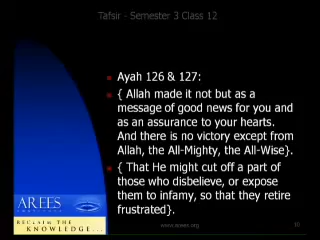 Tafsir - Semester 3 Class 12
Ayah 126 & 127:
{ Allah made it not but as a
message of good news for you and
as an assurance to your hearts.
And there is no victory except from
Allah, the All-Mighty, the All-Wise}.
{ That He might cut off a part of
those who disbelieve, or expose
them to infamy, so that they retire
frustrated}.
AREES
RECLAIM THE
KNOWLEDGE...
www.arees.org
10